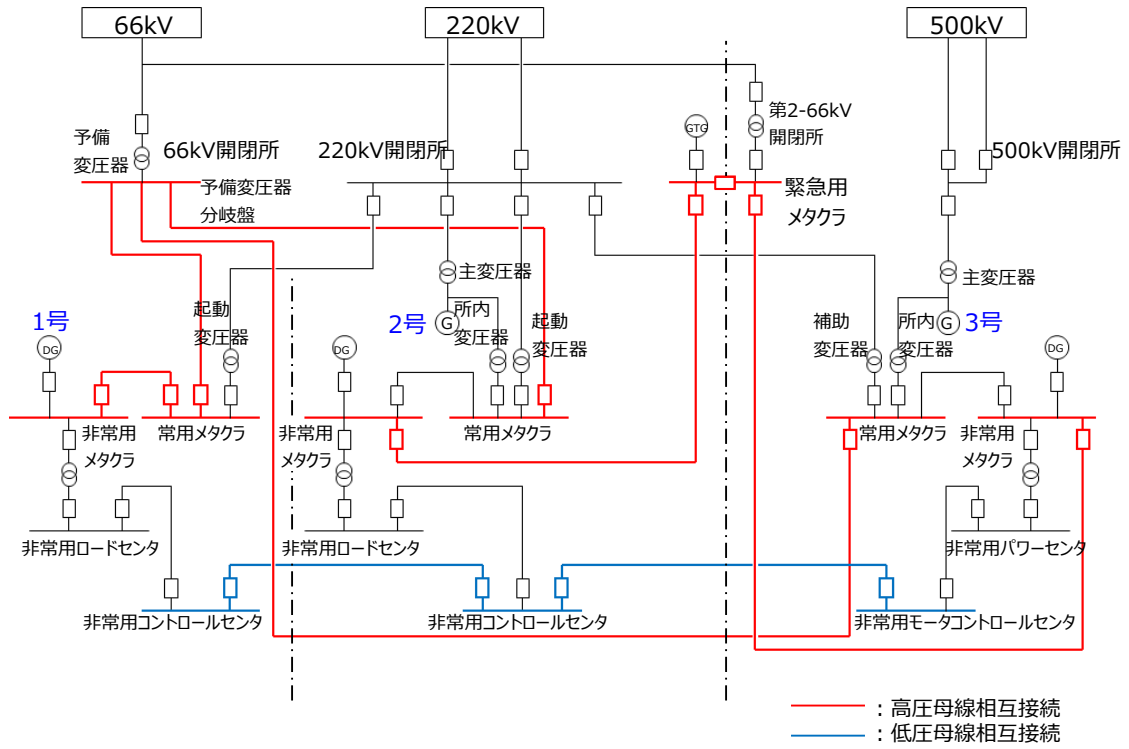 66kV
220kV
500kV
予備
変圧器
66kV開閉所
220kV開閉所
GTG
第2-66kV
開閉所
500kV開閉所
予備変圧器
分岐盤
緊急用
メタクラ
主変圧器
主変圧器
1号
起動
変圧器
2号
G
所内
変圧器
起動
変圧器
補助
変圧器
所内
変圧器
G
3号
DG
DG
DG
非常用
メタクラ
常用メタクラ
非常用
メタクラ
常用メタクラ
常用メタクラ
非常用
メタクラ
非常用ロードセンタ
非常用ロードセンタ
非常用パワーセンタ
非常用コントロールセンタ
非常用コントロールセンタ
非常用モータコントロールセンタ
：高圧母線相互接続
：低圧母線相互接続